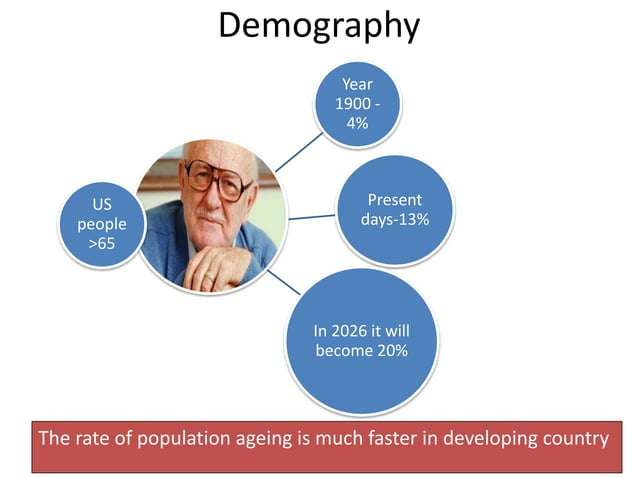 Demography
Year
1900 -
4%
US
people
>65
Present
days-13%
In 2026 it will
become 20%
The rate of population ageing is much faster in developing country